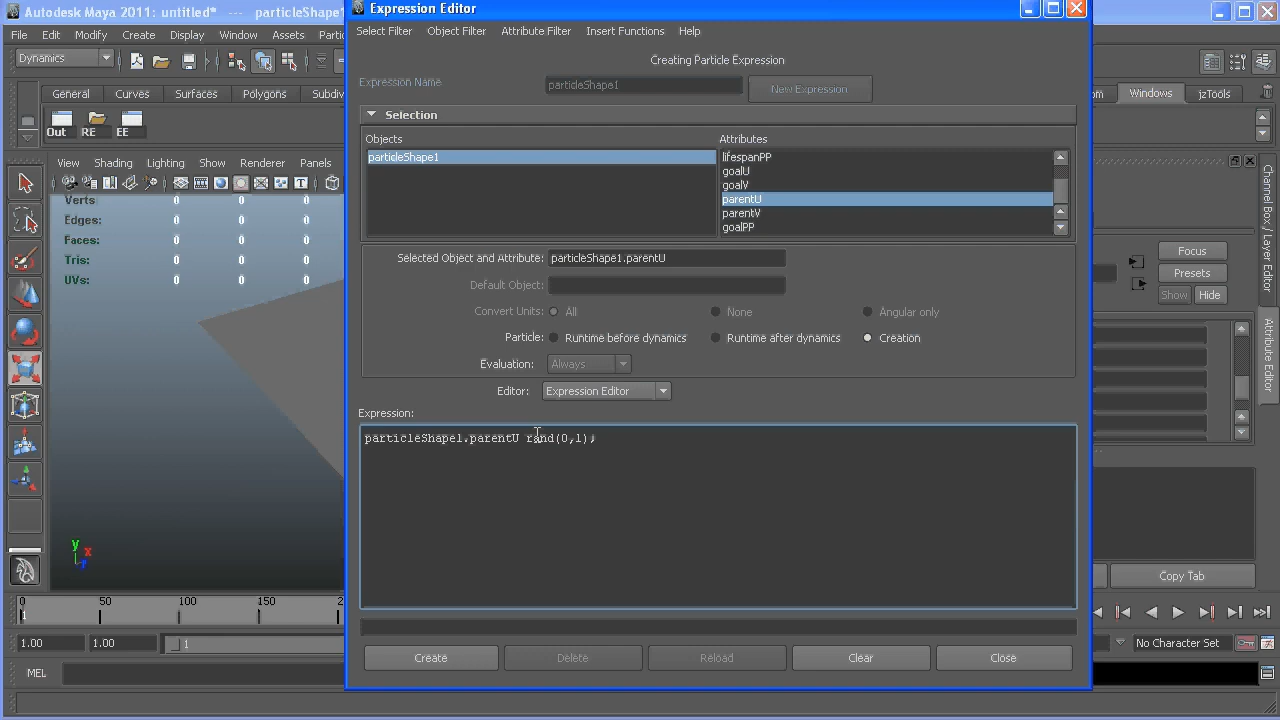 Autodesk Maya 2011: untitled* --- particleShape
Expression Editor
File Edit Modify Create Display Window Assets Parti
Select Filter Object Filter Attribute Filter Insert Functions Help
Dynamics
Creating Particle Expression
Expression Name particleShape1 New Expression
General Curves Surfaces Polygons Subdiv
om Windows jzTools
Selection
Out RE EE
Objects
Attributes
particleShape1
lifespanPP
goalU
goalV
parentU
parentV
goalPP
View Shading Lighting Show Renderer Panels
Verts 0 0 0
Edges: 0 0 0
Faces: 0 0 0
Tris: 0 0 0
UVs: 0 0 0
Selected Object and Attribute: particleShape1.parentU
Default Object:
Convert Units: All None Angular only
Particle: Runtime before dynamics Runtime after dynamics Creation
Evaluation: Always
Editor: Expression Editor
Expression:
particleShape1.parentU rand(0,1);
Focus
Presets
Show Hide
Channel Box / Layer Editor
Attribute Editor
Copy Tab
y
x
0 50 100 150
1
1.00 1.00 1
No Character Set
Create Delete Reload Clear Close
MEL